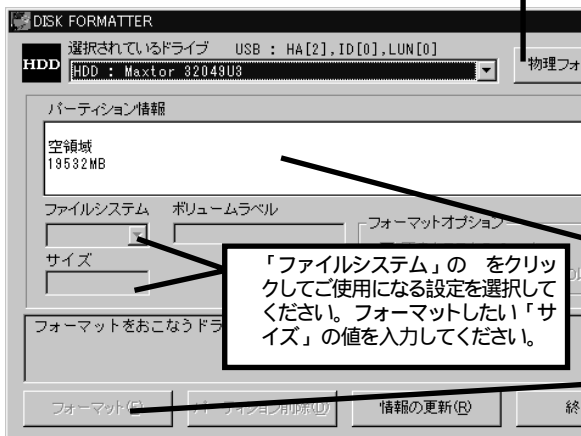 DISK FORMATTER
選択されているドライブ USB : HA[2],ID[0],LUN[0]
HDD
HDD : Maxtor 32049U3
物理フォ
パーティション情報
空領域
19532MB
ファイルシステム ボリュームラベル
フォーマットオプション
サイズ
「ファイルシステム」の をクリッ
クしてご使用になる設定を選択して
ください。フォーマットしたい「サ
イズ」の値を入力してください。
フォーマットをおこなうドラ
フォーマット(F)
パーティション削除(D)
情報の更新(R)
終